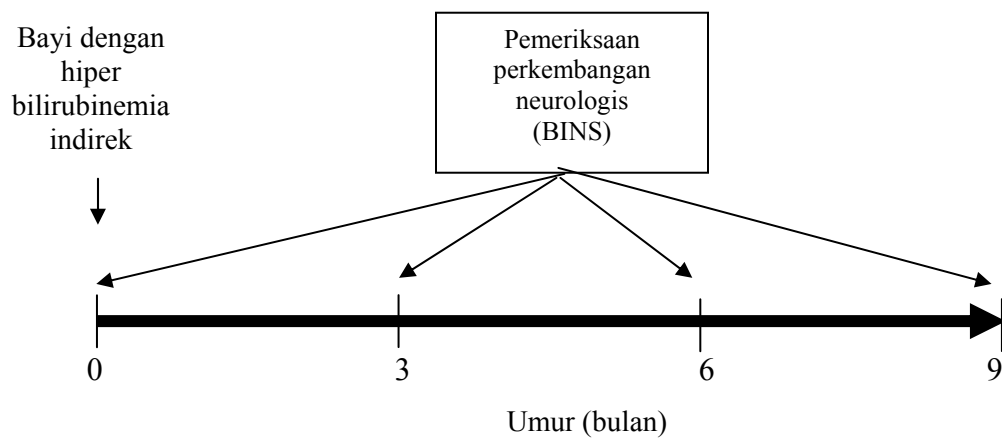 Bayi dengan
hiper
bilirubinemia
indirek
Pemeriksaan
perkembangan
neurologis
(BINS)
0
3
6
9
Umur (bulan)